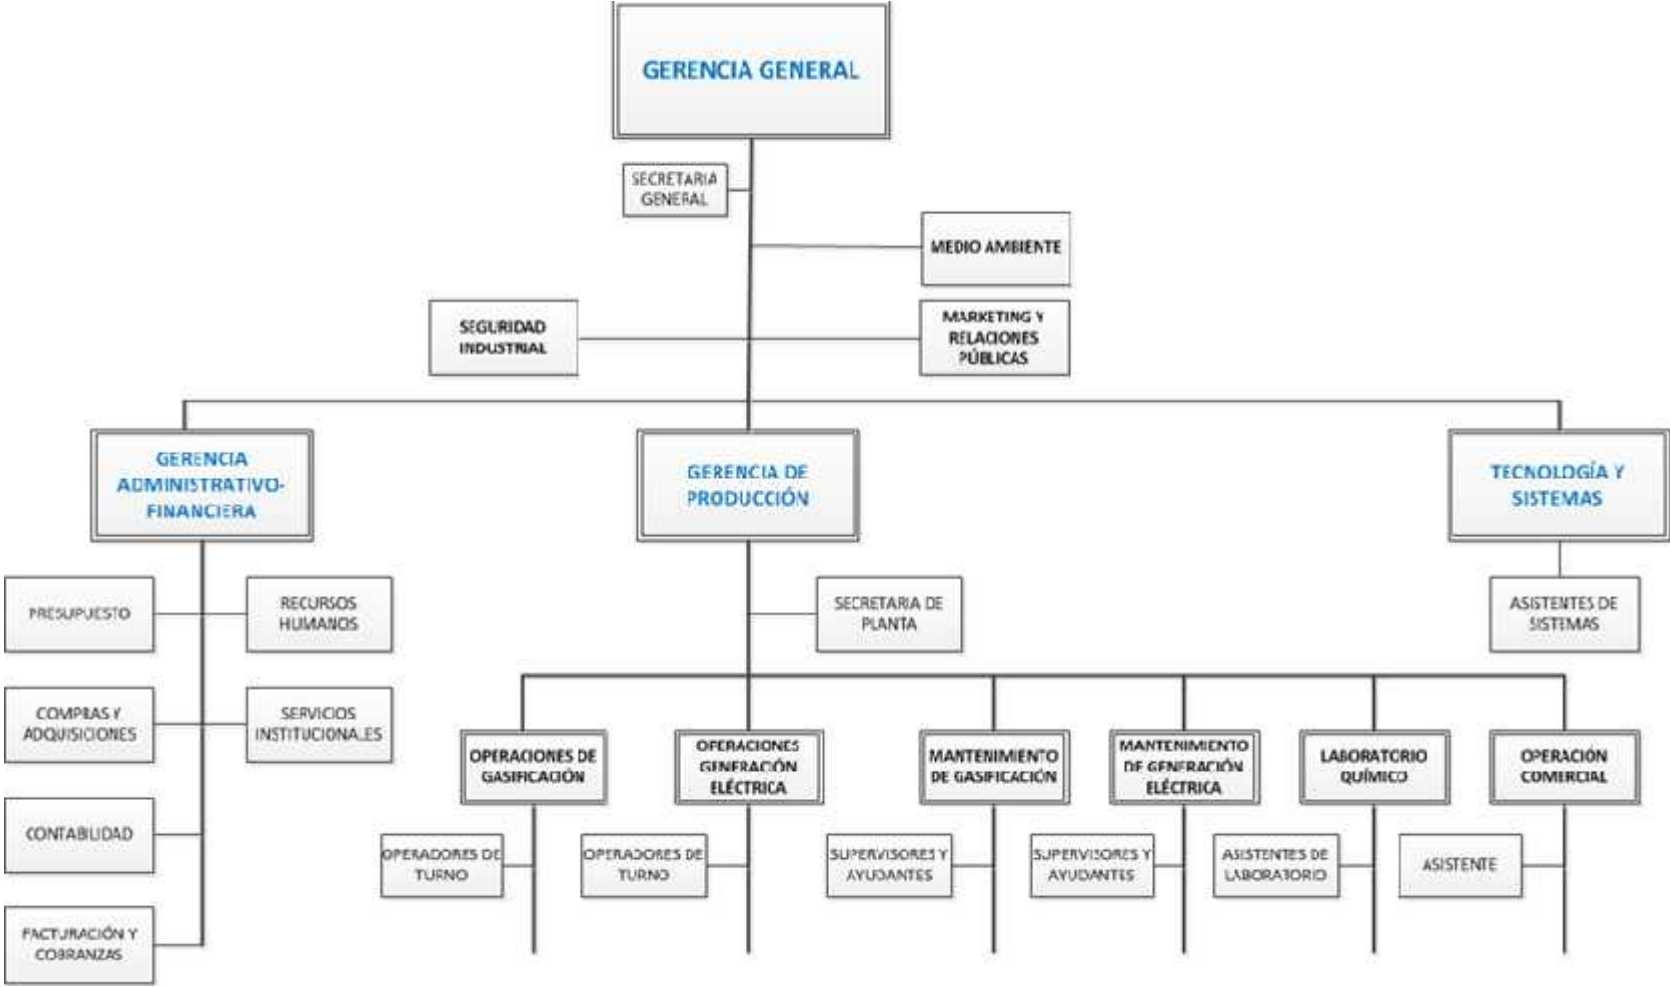 GERENCIA GENERAL
SECRETARIA
GENERAL
MEDIO AMBIENTE
SEGURIDAD
INDUSTRIAL
MARKETING Y
RELACIONES
PÚBLICAS
GERENCIA
ADMINISTRATIVO-
FINANCIERA
GERENCIA DE
PRODUCCIÓN
TECNOLOGÍA Y
SISTEMAS
PRESUPUESTO
RECURSOS
HUMANOS
SECRETARIA DE
PLANTA
ASISTENTES DE
SISTEMAS
COMPRAS Y
ADQUISICIONES
SERVICIOS
INSTITUCIONALES
OPERACIONES DE
GASIFICACIÓN
OPERACIONES
GENERACIÓN
ELÉCTRICA
MANTENIMIENTO
DE GASIFICACIÓN
MANTENIMIENTO
DE GENERACIÓN
ELÉCTRICA
LABORATORIO
QUÍMICO
OPERACIÓN
COMERCIAL
CONTABILIDAD
OPERADORES DE
TURNO
OPERADORES DE
TURNO
SUPERVISORES Y
AYUDANTES
SUPERVISORES Y
AYUDANTES
ASISTENTES DE
LABORATORIO
ASISTENTE
FACTURACIÓN Y
COBRANZAS